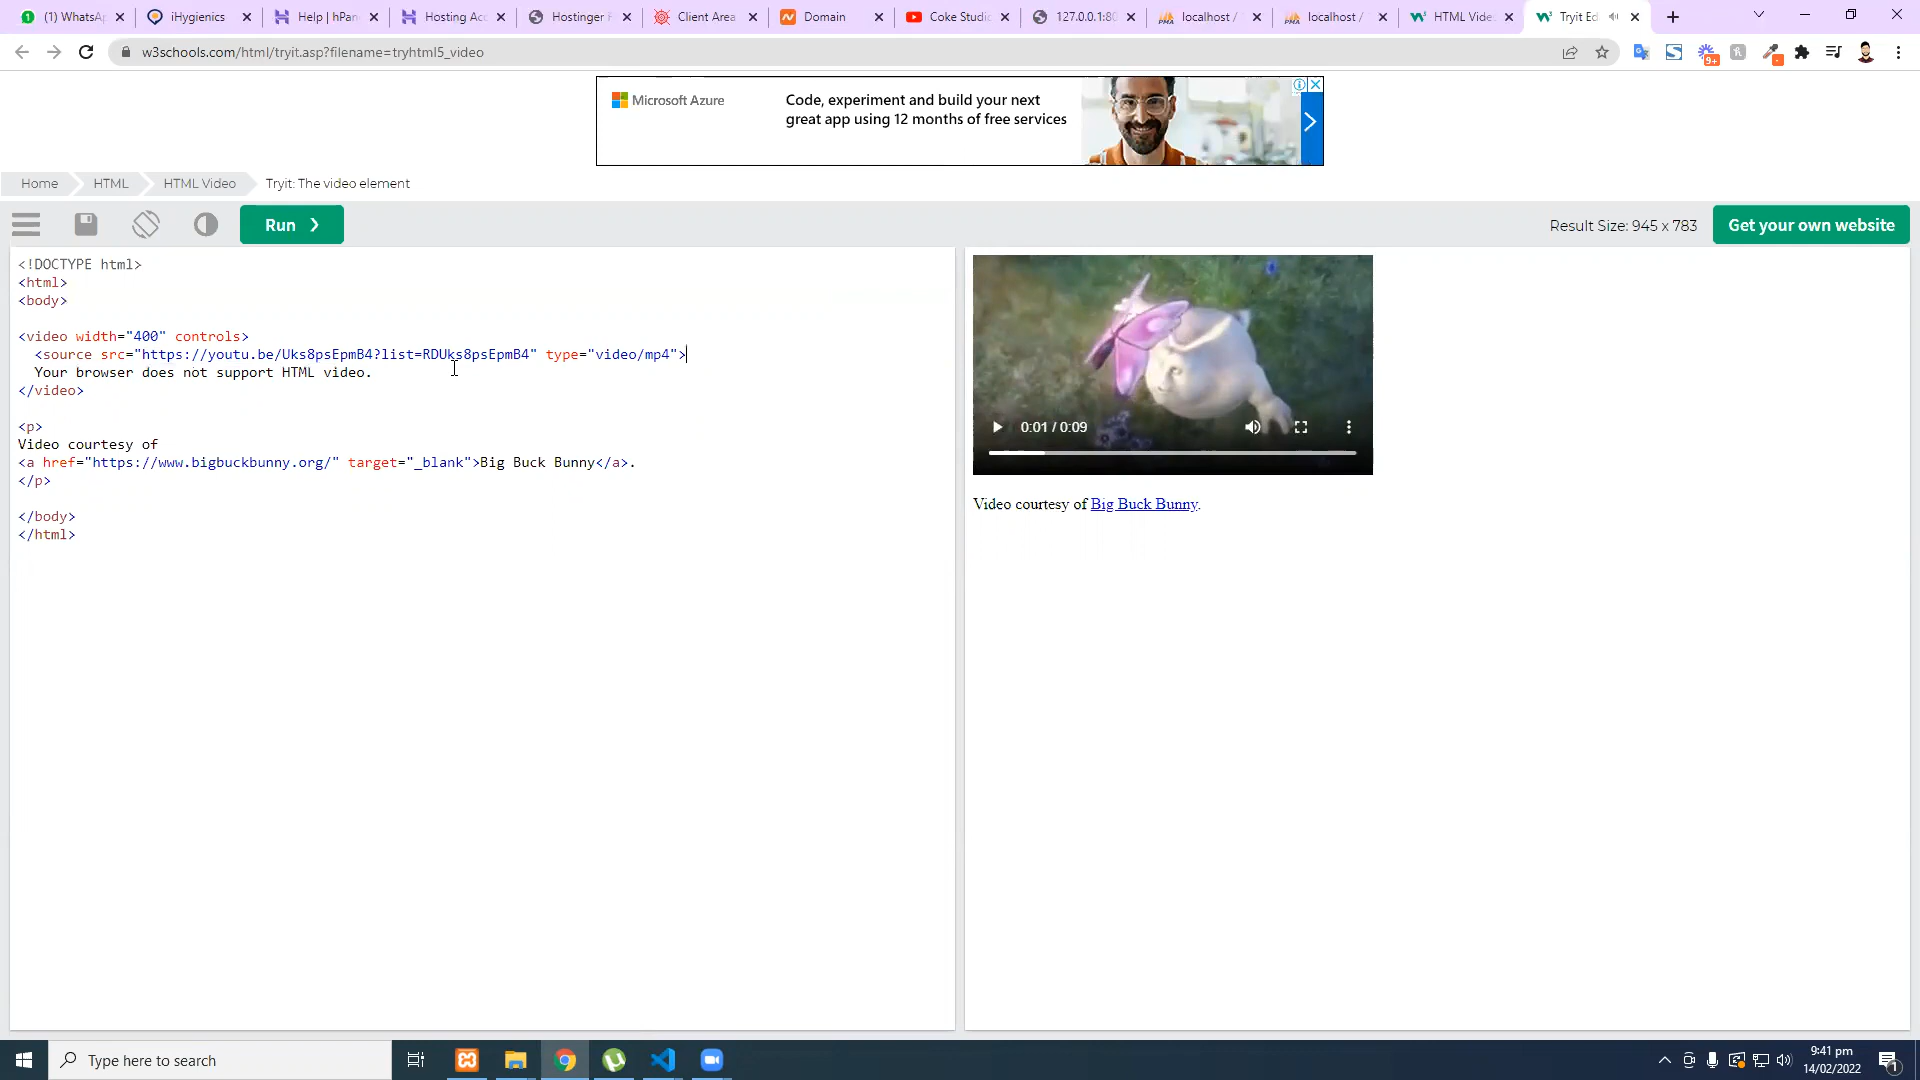 (1) WhatsAp
iHygienics
Help | hPan
Hosting Acc
Hostinger F
Client Area
Domain
Coke Studio
127.0.0.1:80
localhost /
localhost /
HTML Vide
Tryit Ed
w3schools.com/html/tryit.asp?filename=tryhtml5_video
9+
Microsoft Azure
Code, experiment and build your next
great app using 12 months of free services
Home
HTML
HTML Video
Tryit: The video element
Run ❯
Result Size: 945 x 783
Get your own website
<!DOCTYPE html>
<html>
<body>
<video width="400" controls>
<source src="https://youtu.be/Uks8psEpmB4?list=RDUks8psEpmB4" type="video/mp4">
Your browser does not support HTML video.
</video>
<p>
Video courtesy of
<a href="https://www.bigbuckbunny.org/" target="_blank">Big Buck Bunny</a>.
</p>
</body>
</html>
0:01 / 0:09
Video courtesy of Big Buck Bunny.
Type here to search
9:41 pm
14/02/2022
1